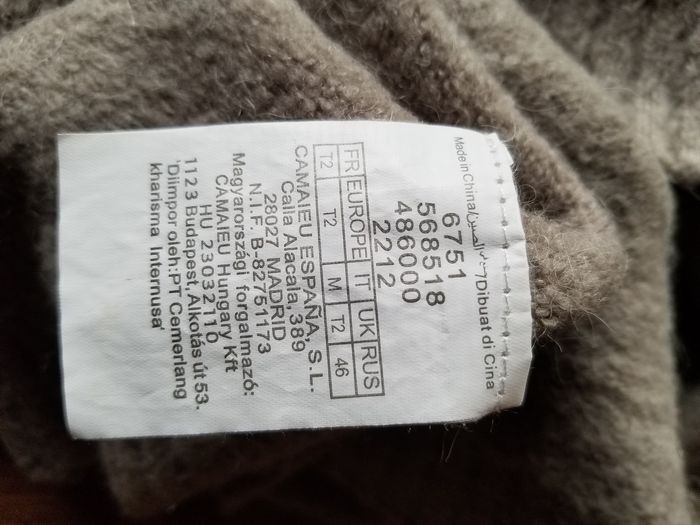 Made in China/صنع في الصين/Dibuat di Cina
6751
568518
486000
2212
FR EUROPE IT UK RUS
T2 T2 M T2 46
CAMAIEU ESPAÑA, S.L.
Calla Alacala, 389
28027 MADRID
N.I.F. B-82751173
Magyarországi forgalmazó:
CAMAIEU Hungary Kft
HU 23032110
1123 Budapest, Alkotás út 53.
'Diimpor oleh:PT Cemerlang
kharisma Internusa'